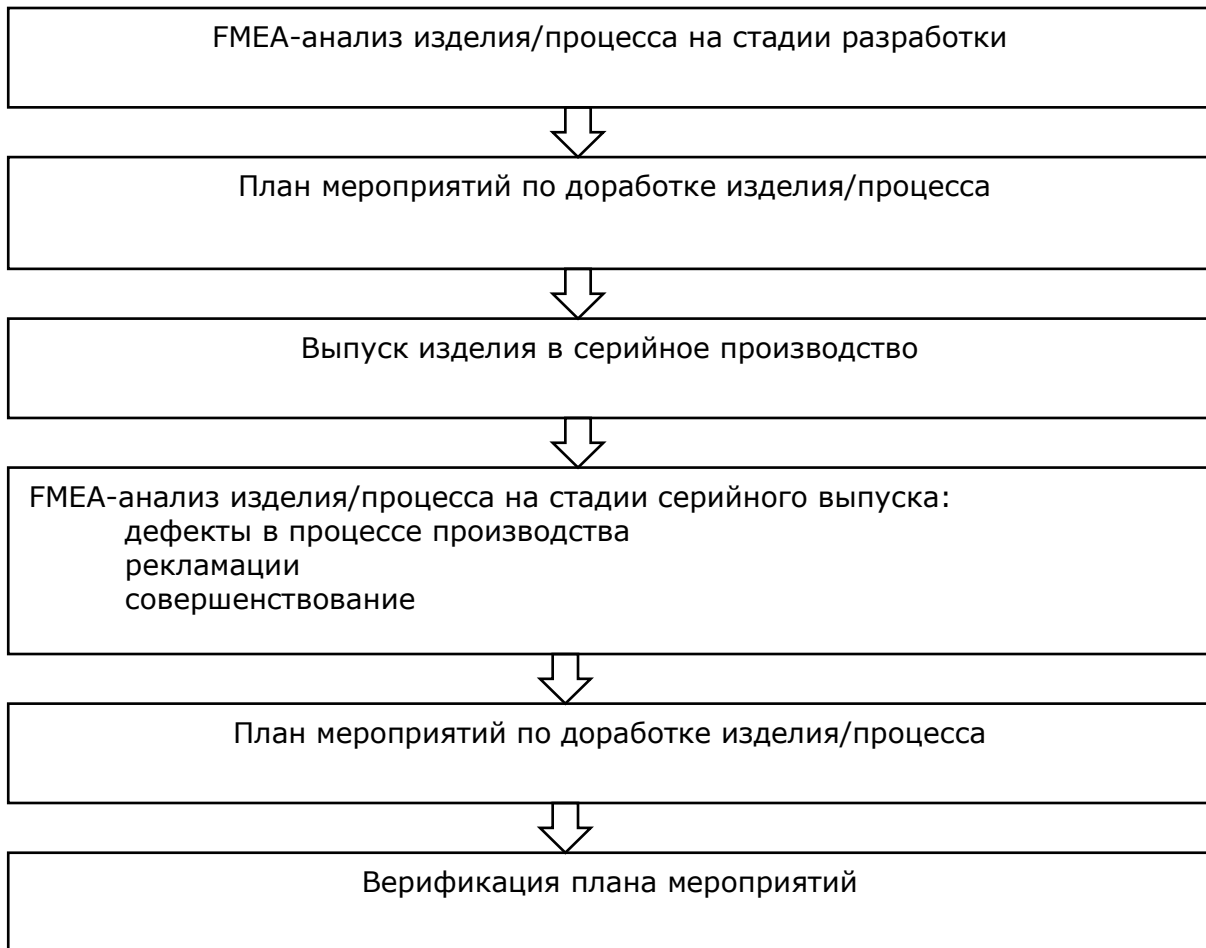 FMEA-анализ изделия/процесса на стадии разработки
План мероприятий по доработке изделия/процесса
Выпуск изделия в серийное производство
FMEA-анализ изделия/процесса на стадии серийного выпуска:
дефекты в процессе производства
рекламации
совершенствование
План мероприятий по доработке изделия/процесса
Верификация плана мероприятий